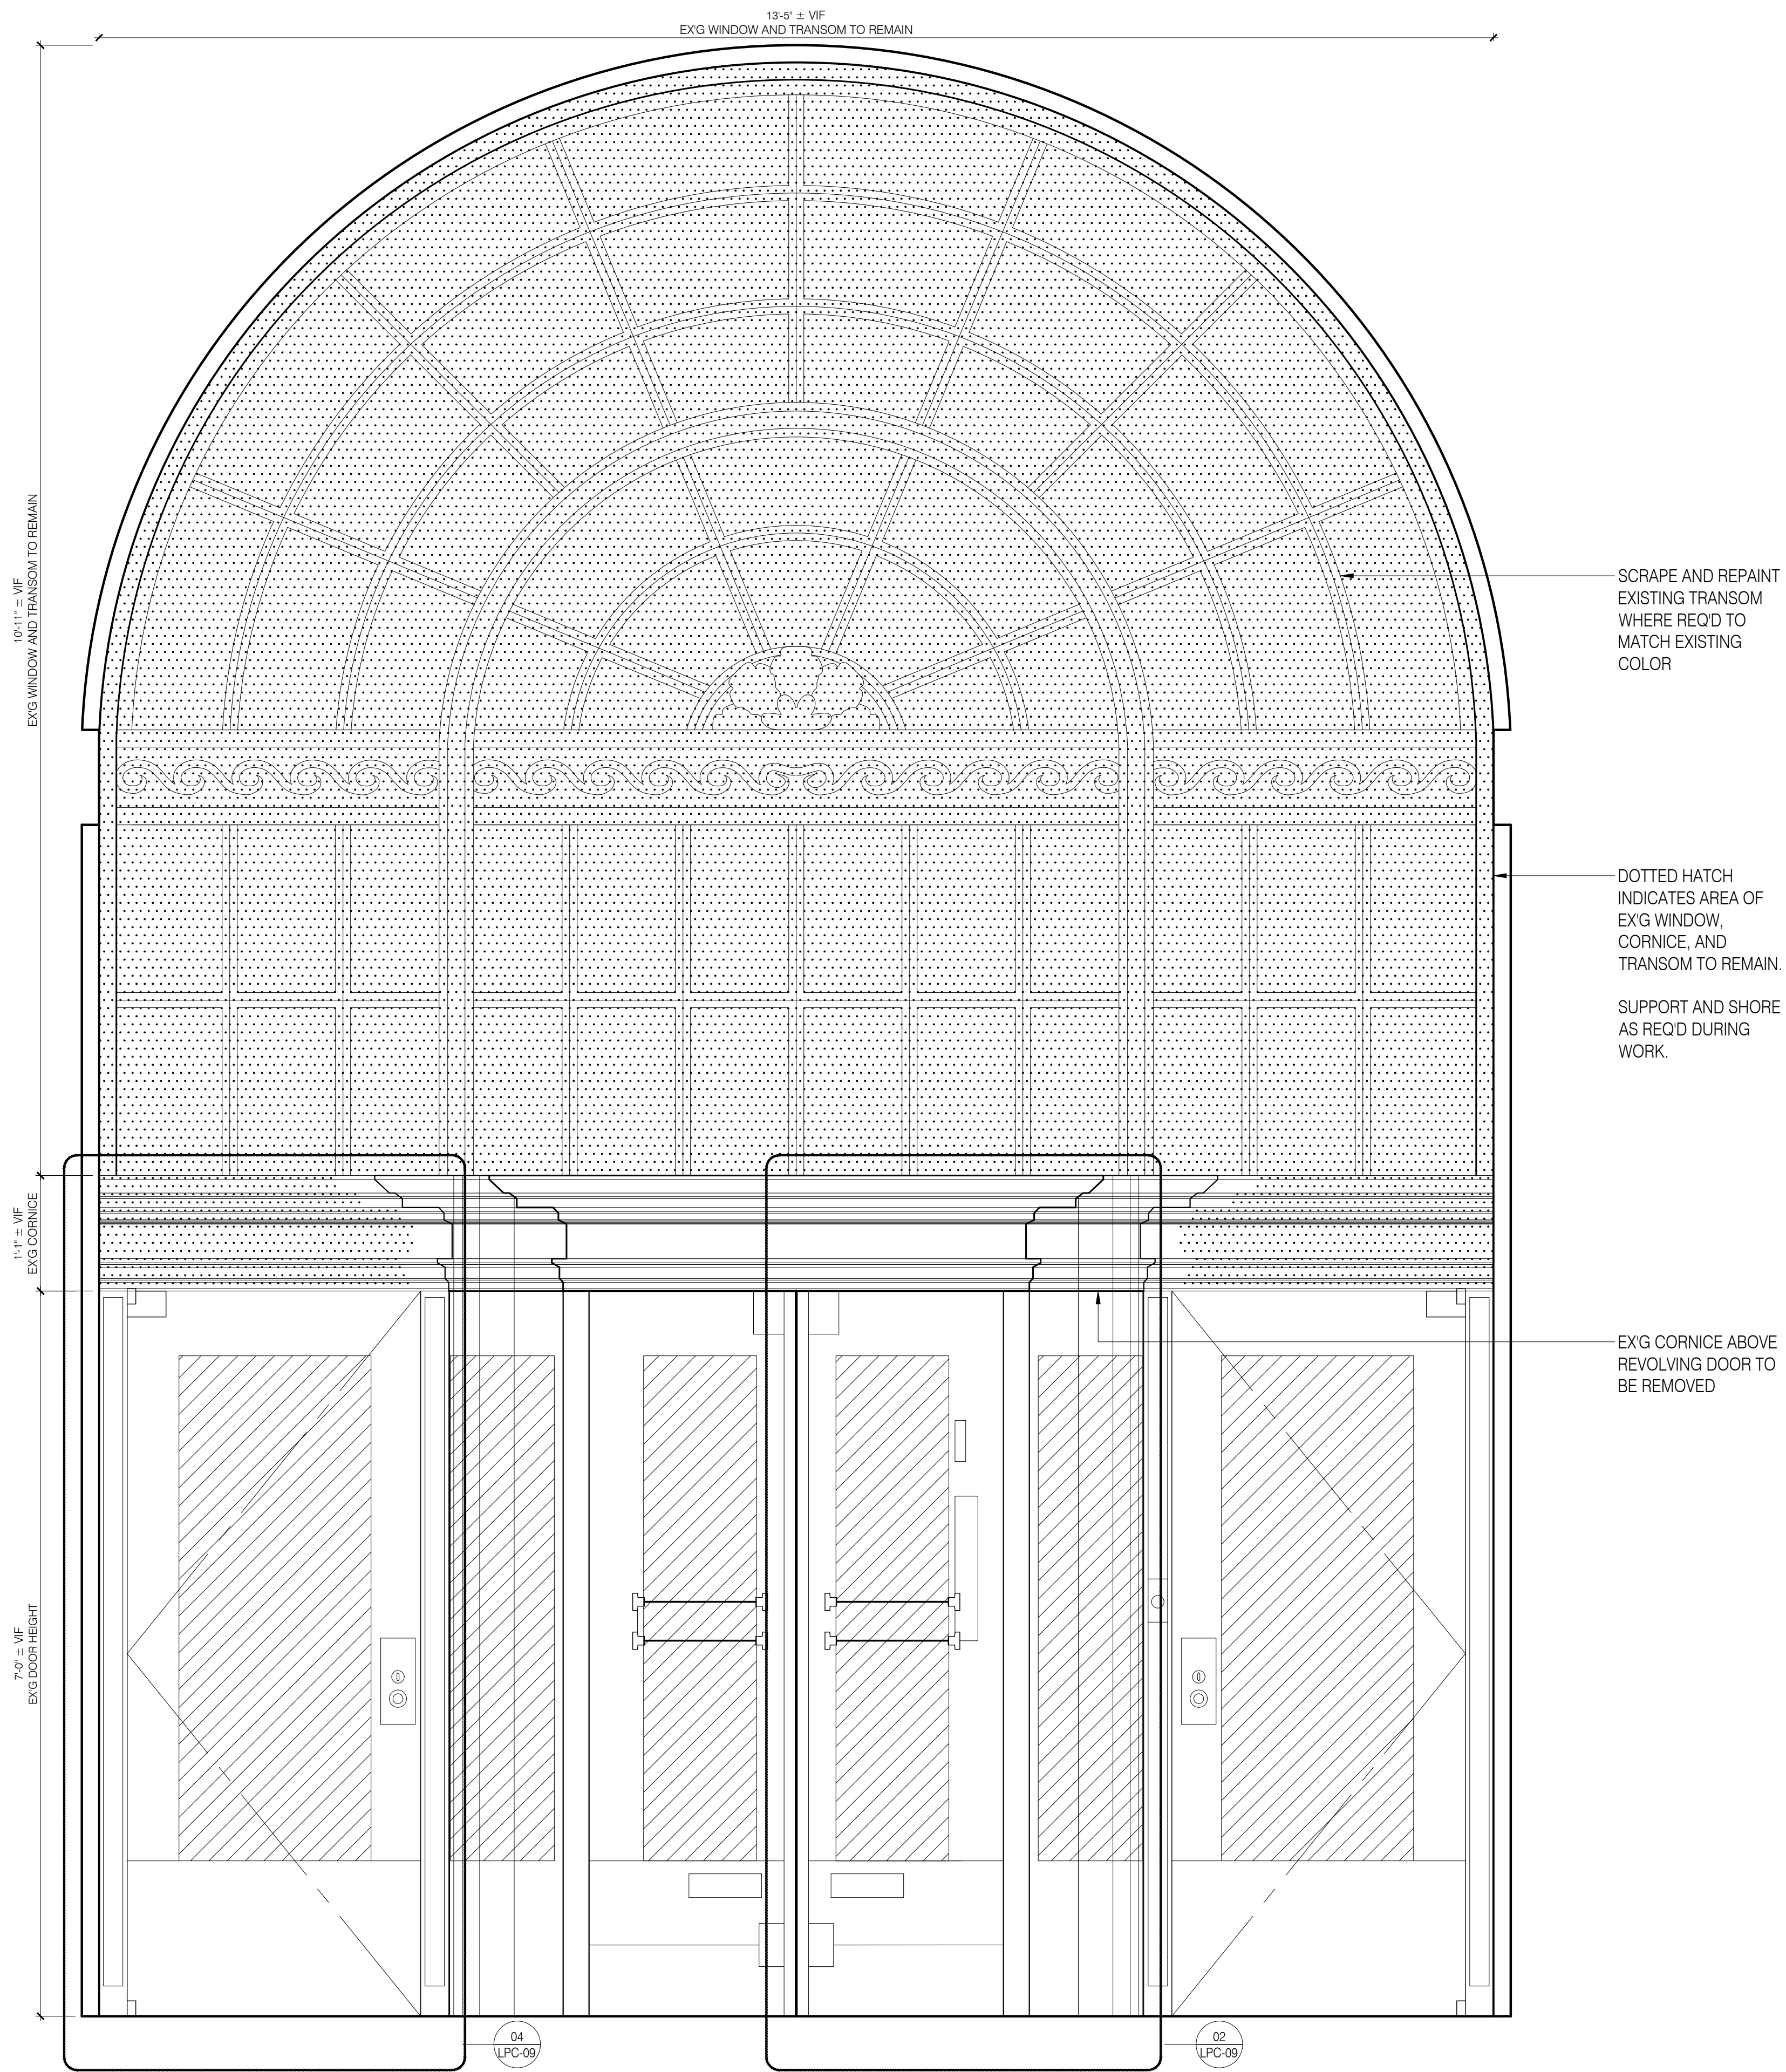 13'-5" ± VIF
EX'G WINDOW AND TRANSOM TO REMAIN
10'-11" ± VIF
EX'G WINDOW AND TRANSOM TO REMAIN
SCRAPE AND REPAINT
EXISTING TRANSOM
WHERE REQ'D TO
MATCH EXISTING
COLOR
DOTTED HATCH
INDICATES AREA OF
EX'G WINDOW,
CORNICE, AND
TRANSOM TO REMAIN.
SUPPORT AND SHORE
AS REQ'D DURING
WORK.
1'-1" ± VIF
EX'G CORNICE
EX'G CORNICE ABOVE
REVOLVING DOOR TO
BE REMOVED
7'-0" ± VIF
EX'G DOOR HEIGHT
04
LPC-09
02
LPC-09